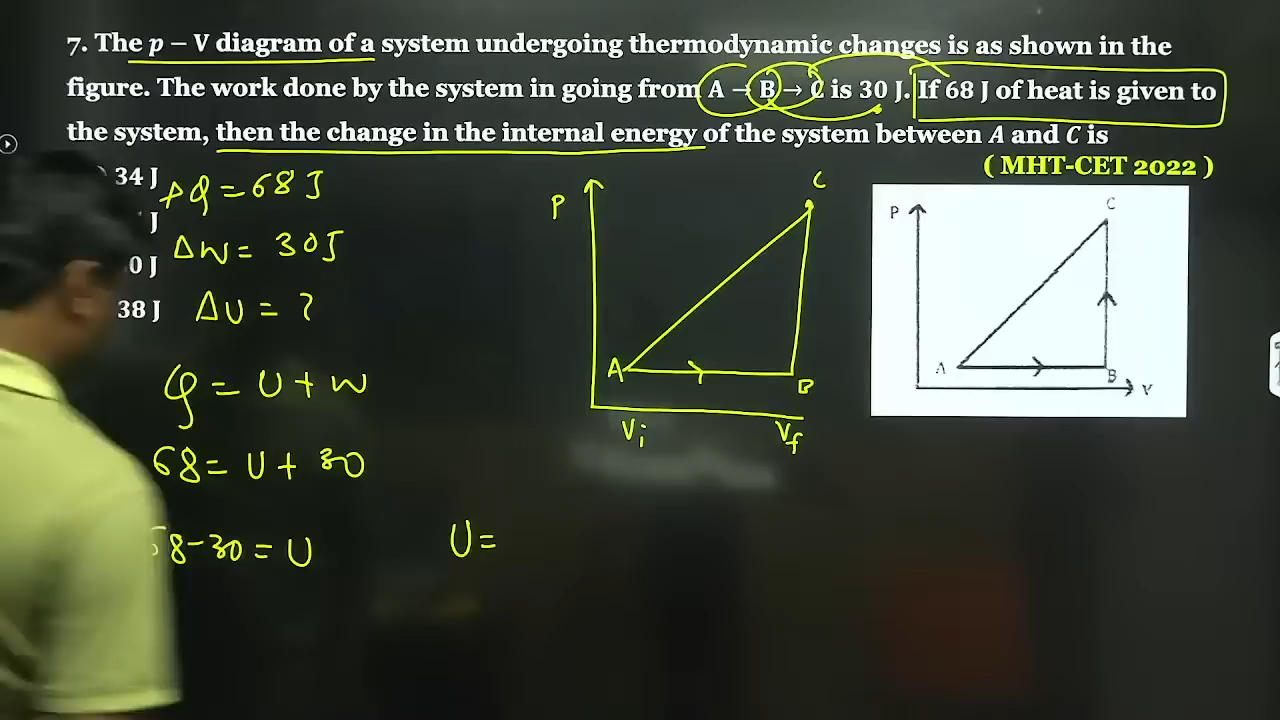 7. The p – V diagram of a system undergoing thermodynamic changes is as shown in the
figure. The work done by the system in going from A → B → C is 30 J. If 68 J of heat is given to
the system, then the change in the internal energy of the system between A and C is
( MHT-CET 2022 )
34 J
J
0 J
38 J
ΔQ = 68 J
ΔW = 30J
ΔU = ?
Q = U + W
68 = U + 30
68-30 = U
U =
P
C
A
B
Vi
Vf
P
C
A
B
V